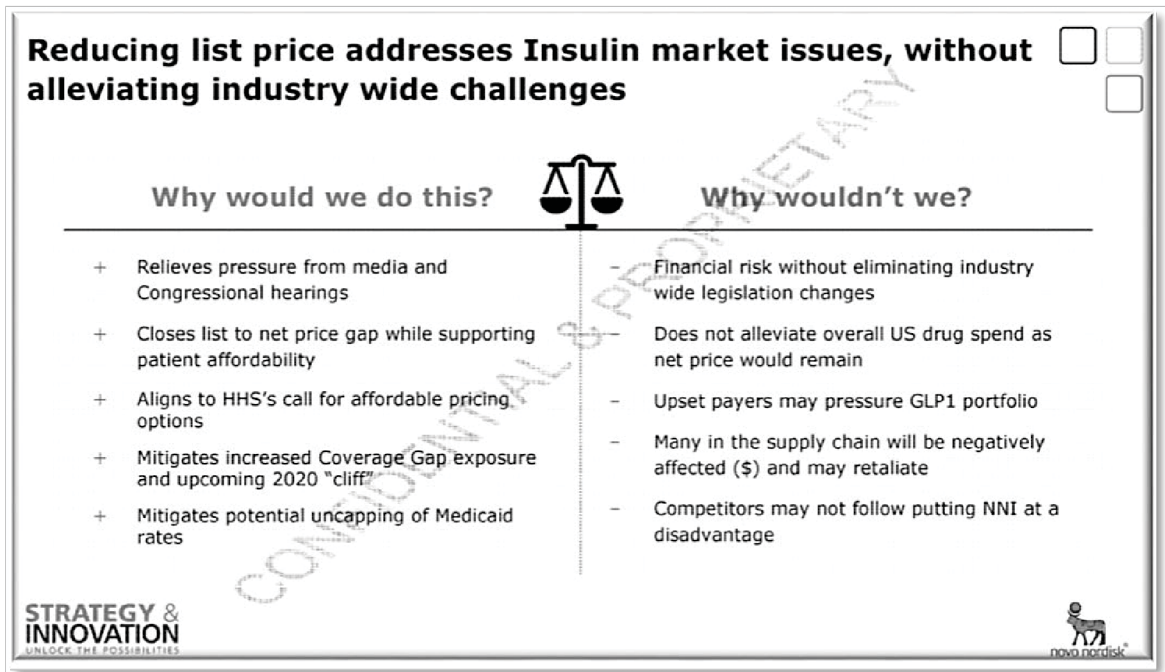 Reducing list price addresses Insulin market issues, without
alleviating industry wide challenges
Why would we do this?
+ Relieves pressure from media and
Congressional hearings
+ Closes list to net price gap while supporting
patient affordability
+ Aligns to HHS's call for affordable pricing
options
+ Mitigates increased Coverage Gap exposure
and upcoming 2020 “cliff”
+ Mitigates potential uncapping of Medicaid
rates
Why wouldn’t we?
– Financial risk without eliminating industry
wide legislation changes
– Does not alleviate overall US drug spend as
net price would remain
– Upset payers may pressure GLP1 portfolio
– Many in the supply chain will be negatively
affected ($) and may retaliate
– Competitors may not follow putting NNI at a
disadvantage
CONFIDENTIAL & PROPRIETARY
STRATEGY &
INNOVATION
UNLOCK THE POSSIBILITIES
novo nordisk®